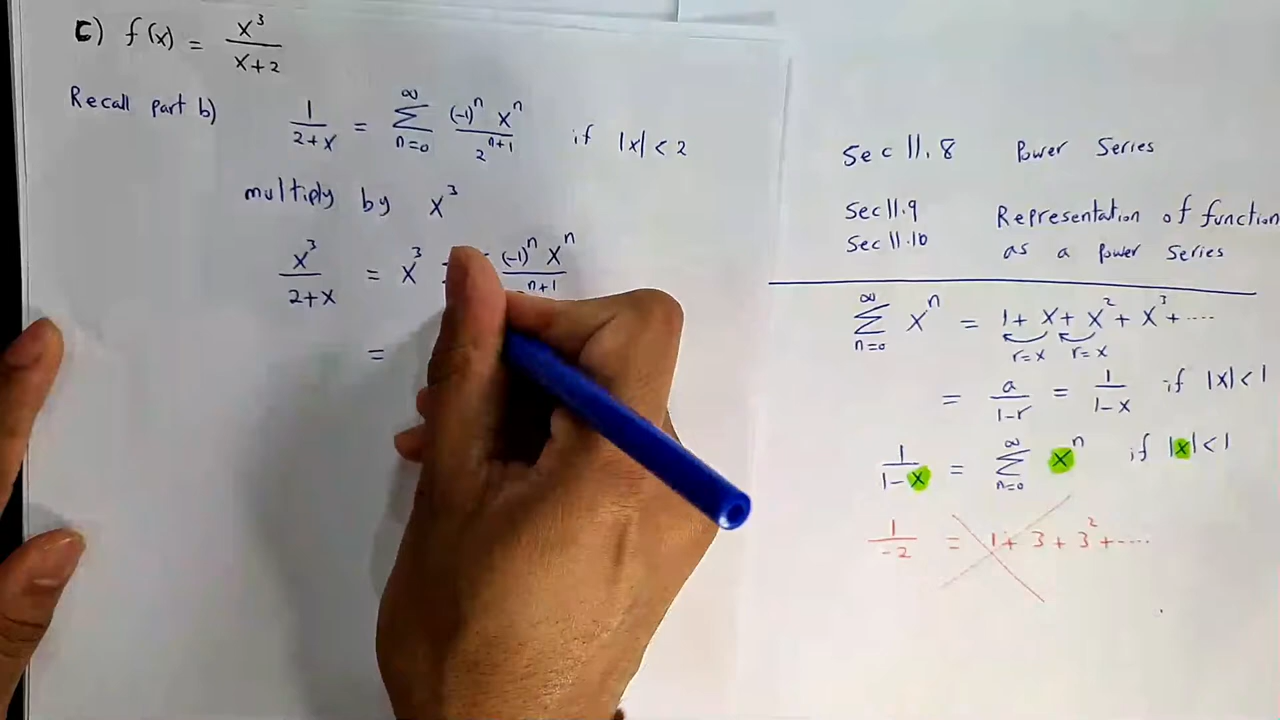 c) f(x) = x³/(x+2)
Recall part b) 1/(2+x) = ∑_{n=0}^{∞} (-1)ⁿ xⁿ/2ⁿ⁺¹ if |x| < 2
multiply by x³
x³/(2+x) = x³ (-1)ⁿ xⁿ/ n+1
=
Sec 11.8 Power Series
Sec 11.9 Representation of function
Sec 11.10 as a Power Series
∑_{n=0}^{∞} xⁿ = 1 + x + x² + x³ + ....
r=x r=x
= a/(1-r) = 1/(1-x) if |x| < 1
1/(1-x) = ∑_{n=0}^{∞} xⁿ if |x| < 1
1/-2 = 1 + 3 + 3² + ....